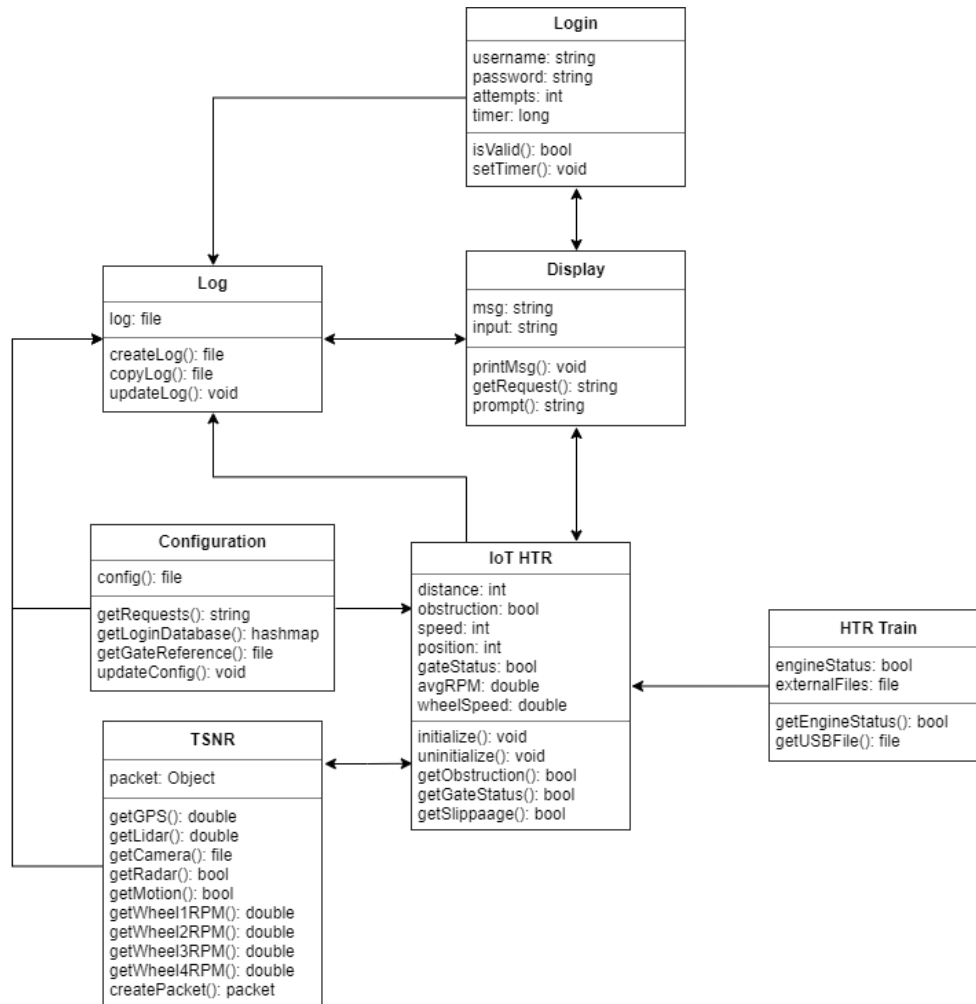 Login
username: string
password: string
attempts: int
timer: long
isValid(): bool
setTimer(): void
Log
log: file
createLog(): file
copyLog(): file
updateLog(): void
Display
msg: string
input: string
printMsg(): void
getRequest(): string
prompt(): string
Configuration
config(): file
getRequests(): string
getLoginDatabase(): hashmap
getGateReference(): file
updateConfig(): void
IoT HTR
distance: int
obstruction: bool
speed: int
position: int
gateStatus: bool
avgRPM: double
wheelSpeed: double
initialize(): void
uninitialize(): void
getObstruction(): bool
getGateStatus(): bool
getSlippaage(): bool
HTR Train
engineStatus: bool
externalFiles: file
getEngineStatus(): bool
getUSBFile(): file
TSNR
packet: Object
getGPS(): double
getLidar(): double
getCamera(): file
getRadar(): bool
getMotion(): bool
getWheel1RPM(): double
getWheel2RPM(): double
getWheel3RPM(): double
getWheel4RPM(): double
createPacket(): packet